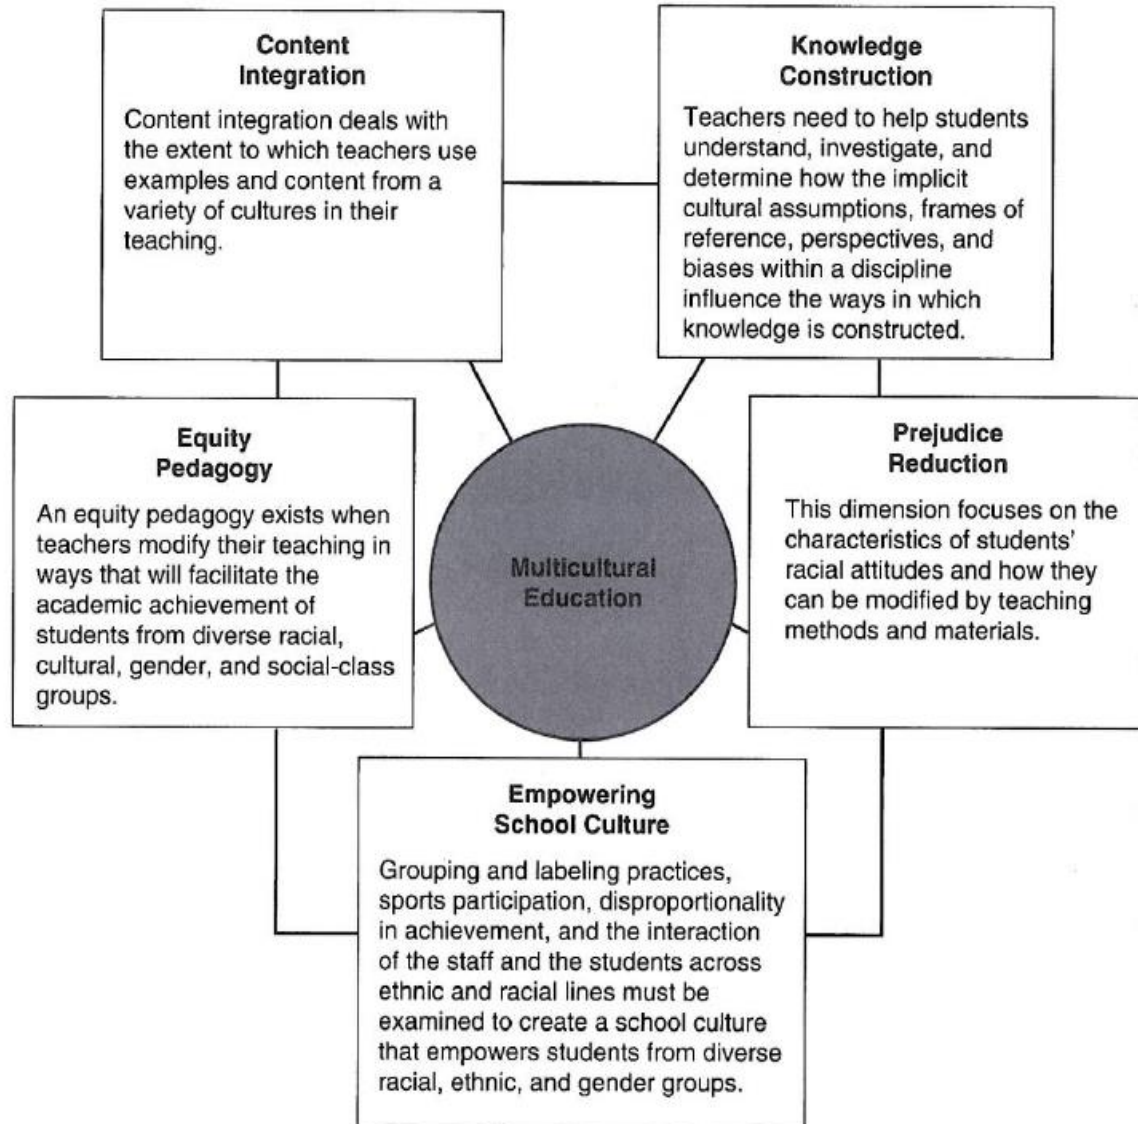 Content
Integration
Content integration deals with
the extent to which teachers use
examples and content from a
variety of cultures in their
teaching.
Knowledge
Construction
Teachers need to help students
understand, investigate, and
determine how the implicit
cultural assumptions, frames of
reference, perspectives, and
biases within a discipline
influence the ways in which
knowledge is constructed.
Equity
Pedagogy
An equity pedagogy exists when
teachers modify their teaching in
ways that will facilitate the
academic achievement of
students from diverse racial,
cultural, gender, and social-class
groups.
Multicultural
Education
Prejudice
Reduction
This dimension focuses on the
characteristics of students'
racial attitudes and how they
can be modified by teaching
methods and materials.
Empowering
School Culture
Grouping and labeling practices,
sports participation, disproportionality
in achievement, and the interaction
of the staff and the students across
ethnic and racial lines must be
examined to create a school culture
that empowers students from diverse
racial, ethnic, and gender groups.